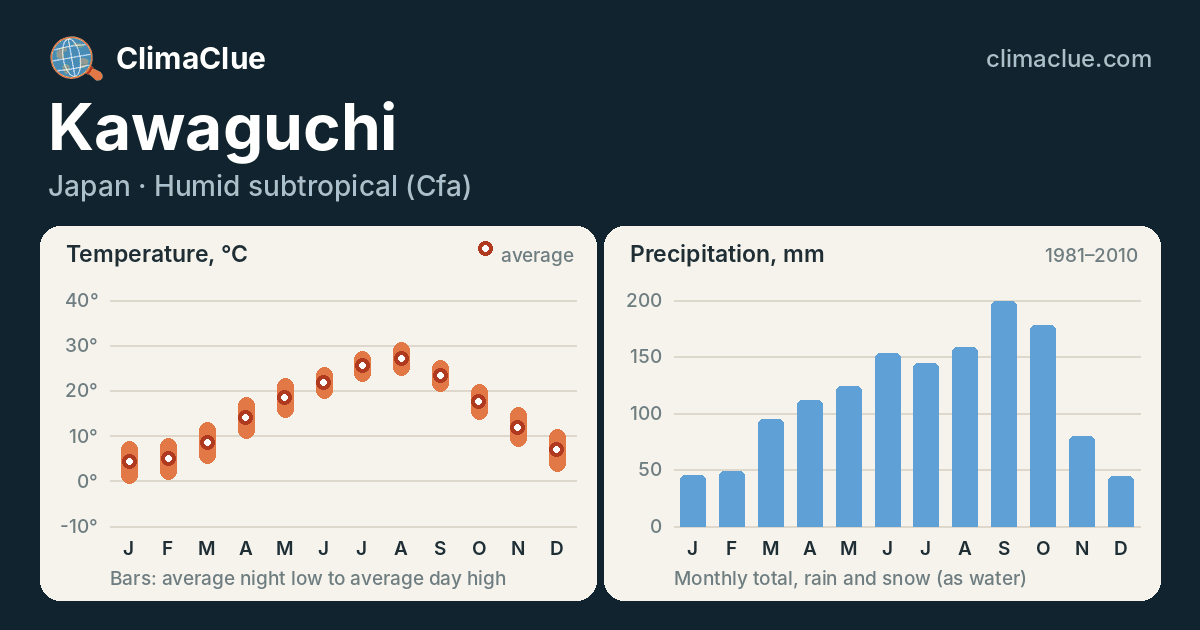 ClimaClue
climaclue.com
Kawaguchi
Japan · Humid subtropical (Cfa)
Temperature, °C
average
40°
30°
20°
10°
0°
-10°
J F M A M J J A S O N D
Bars: average night low to average day high
Precipitation, mm
1981–2010
200
150
100
50
0
J F M A M J J A S O N D
Monthly total, rain and snow (as water)